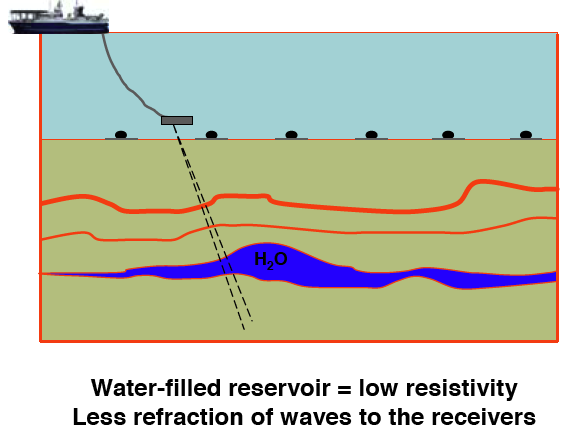 H₂O
Water-filled reservoir = low resistivity
Less refraction of waves to the receivers